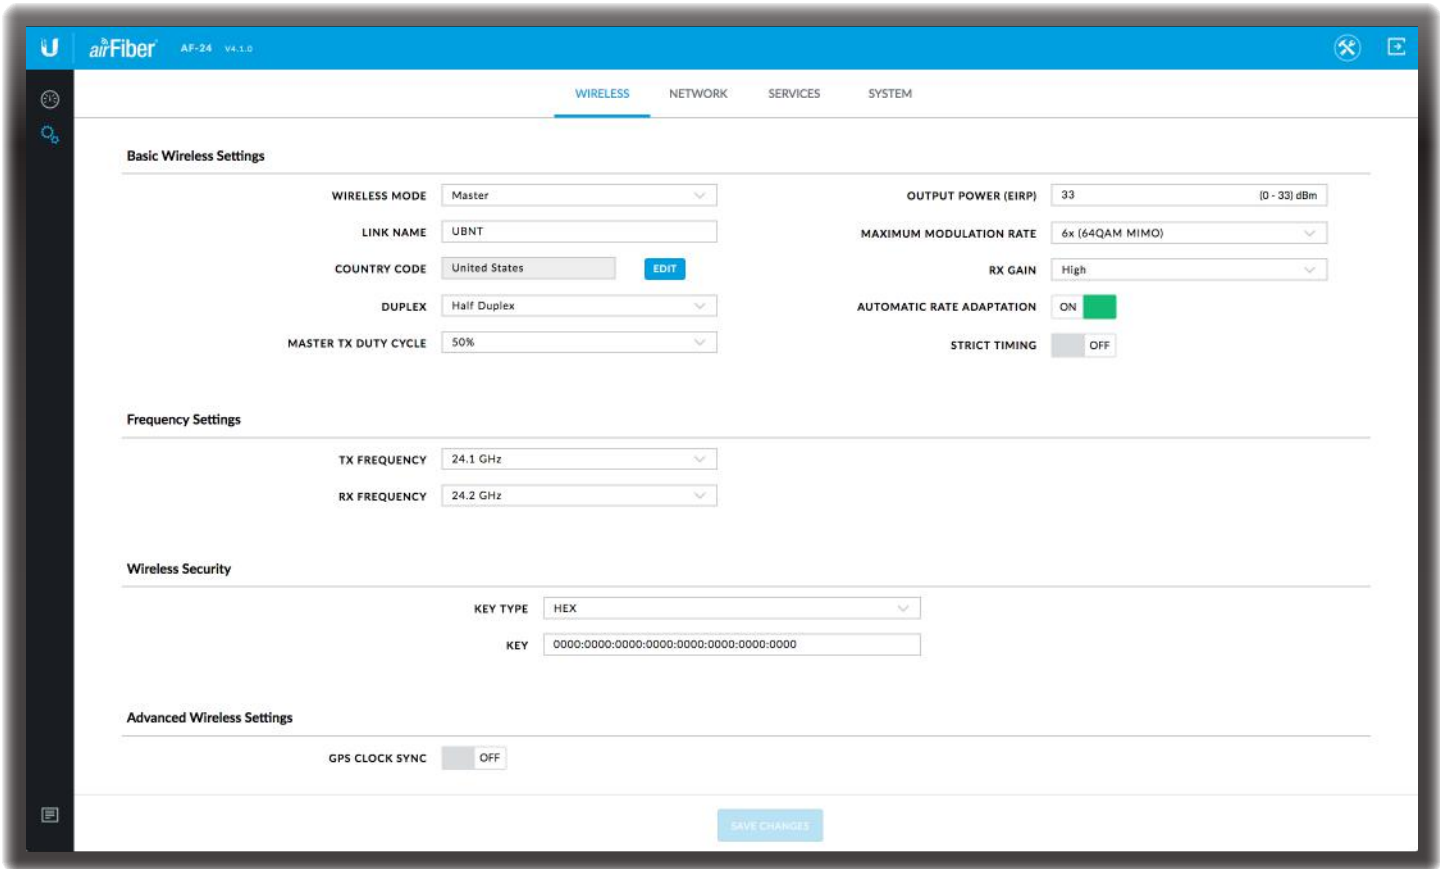 U airFiber AF-24 V4.1.0
WIRELESS NETWORK SERVICES SYSTEM
Basic Wireless Settings
WIRELESS MODE Master
LINK NAME UBNT
COUNTRY CODE United States EDIT
DUPLEX Half Duplex
MASTER TX DUTY CYCLE 50%
OUTPUT POWER (EIRP) 33 (0 - 33) dBm
MAXIMUM MODULATION RATE 6x (64QAM MIMO)
RX GAIN High
AUTOMATIC RATE ADAPTATION ON
STRICT TIMING OFF
Frequency Settings
TX FREQUENCY 24.1 GHz
RX FREQUENCY 24.2 GHz
Wireless Security
KEY TYPE HEX
KEY 0000:0000:0000:0000:0000:0000:0000:0000
Advanced Wireless Settings
GPS CLOCK SYNC OFF
SAVE CHANGES